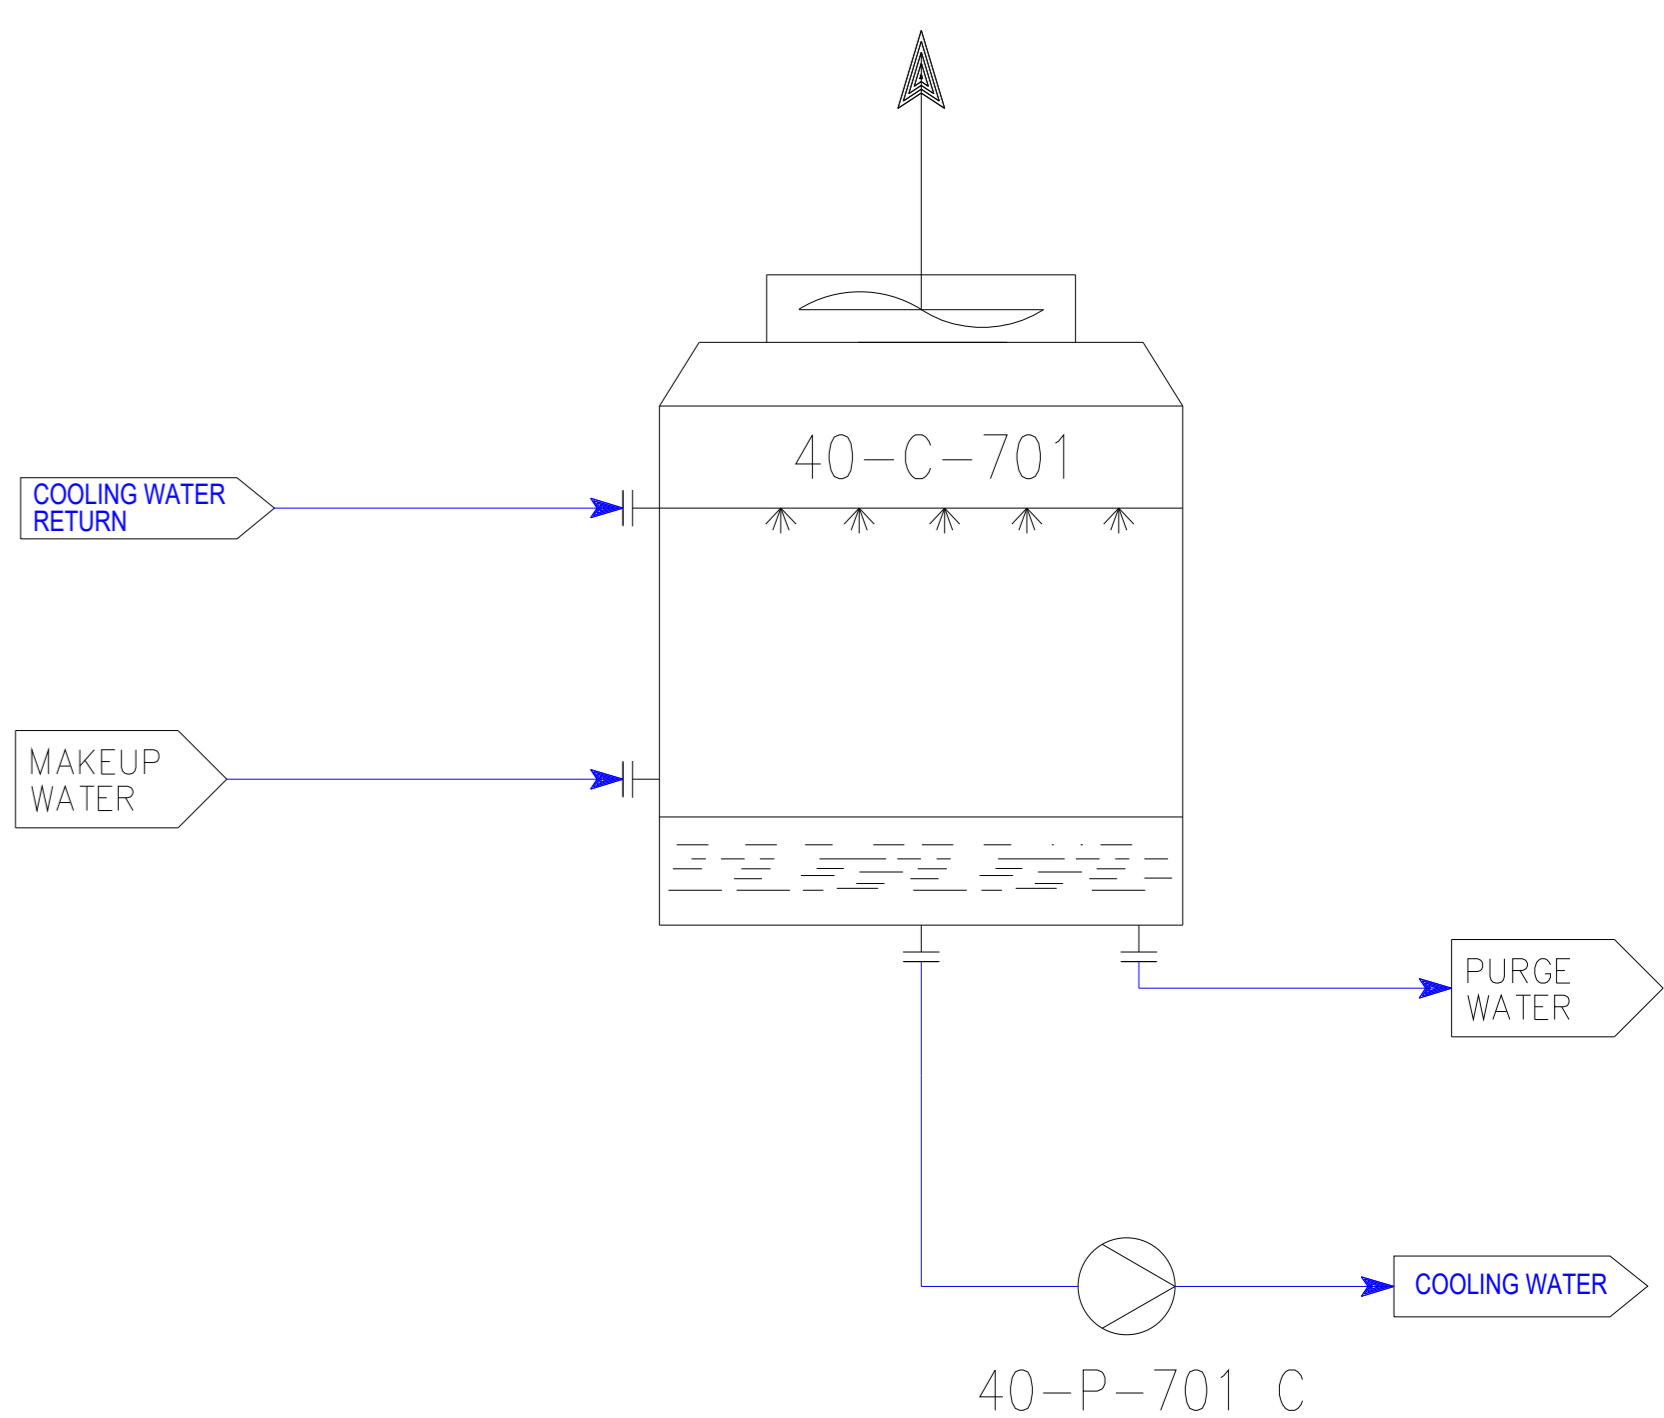 40-C-701
COOLING WATER
RETURN
MAKEUP
WATER
PURGE
WATER
COOLING WATER
40-P-701 C